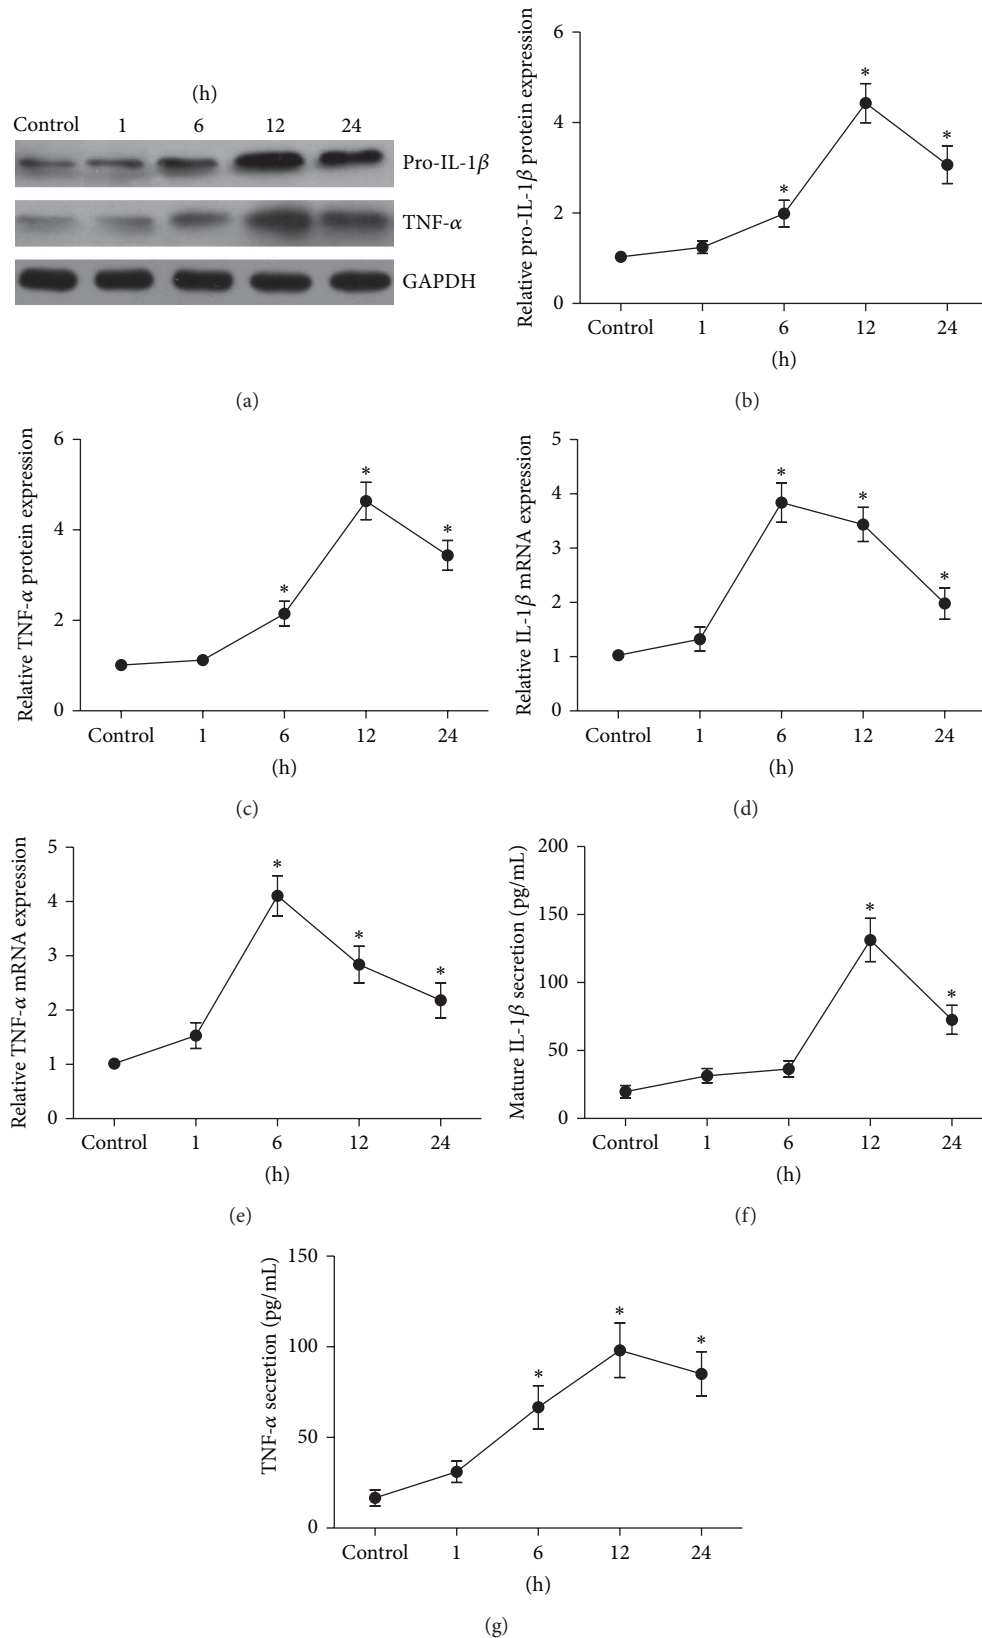 (h)
Control 1 6 12 24
Pro-IL-1β
TNF-α
GAPDH
(a)
Relative pro-IL-1β protein expression
6
4
2
0
* * *
Control 1 6 12 24
(h)
(b)
Relative TNF-α protein expression
6
4
2
0
* * *
Control 1 6 12 24
(h)
(c)
Relative IL-1β mRNA expression
5
4
3
2
1
0
* * *
Control 1 6 12 24
(h)
(d)
Relative TNF-α mRNA expression
5
4
3
2
1
0
* * *
Control 1 6 12 24
(h)
(e)
Mature IL-1β secretion (pg/mL)
200
150
100
50
0
* *
Control 1 6 12 24
(h)
(f)
TNF-α secretion (pg/mL)
150
100
50
0
* * *
Control 1 6 12 24
(h)
(g)